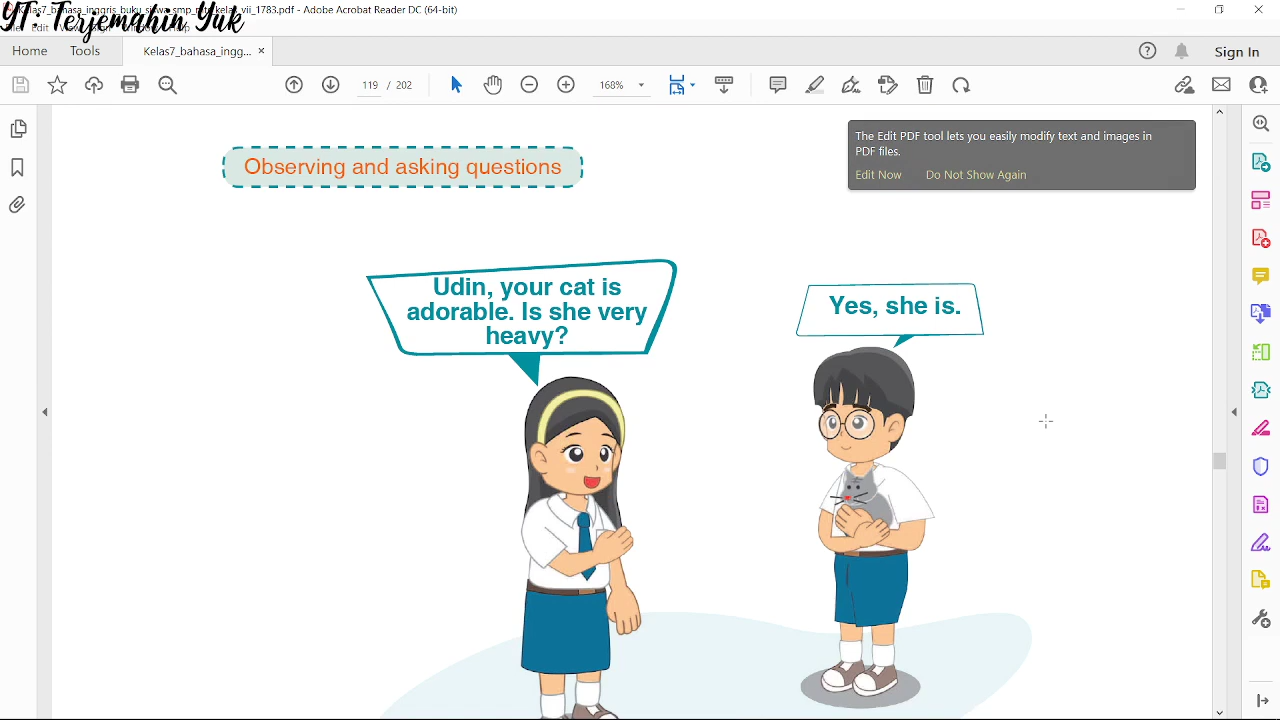 YT: Terjemahin Yuk
vii_1783.pdf - Adobe Acrobat Reader DC (64-bit)
Home
Tools
Kelas7_bahasa_ingg...
Sign In
119 / 202
168%
The Edit PDF tool lets you easily modify text and images in
PDF files.
Edit Now
Do Not Show Again
Observing and asking questions
Udin, your cat is
adorable. Is she very
heavy?
Yes, she is.